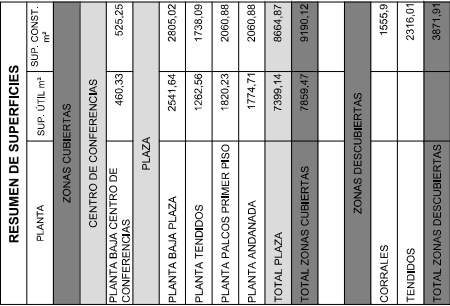 RESUMEN DE SUPERFICIES
PLANTA SUP. ÚTIL m² SUP. CONST. m²
ZONAS CUBIERTAS
CENTRO DE CONFERENCIAS
PLANTA BAJA CENTRO DE CONFERENCIAS 460,33 525,25
PLAZA
PLANTA BAJA PLAZA 2541,64 2805,02
PLANTA TENDIDOS 1262,56 1738,09
PLANTA PALCOS PRIMER PISO 1820,23 2060,88
PLANTA ANDANADA 1774,71 2060,88
TOTAL PLAZA 7399,14 8664,87
TOTAL ZONAS CUBIERTAS 7859,47 9190,12
ZONAS DESCUBIERTAS
CORRALES 1555,9
TENDIDOS 2316,01
TOTAL ZONAS DESCUBIERTAS 3871,91